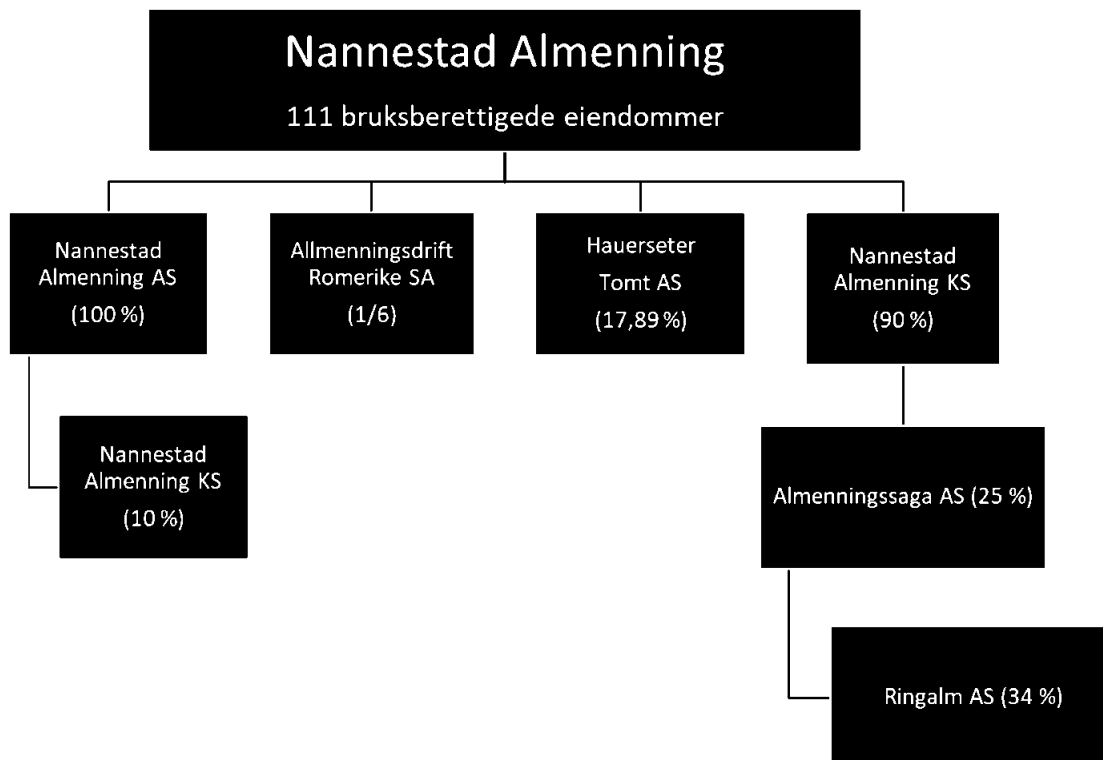 Nannestad Almenning
111 bruksberettigede eiendommer
Nannestad
Almenning AS
(100 %)
Allmenningsdrift
Romerike SA
(1/6)
Hauerseter
Tomt AS
(17,89 %)
Nannestad
Almenning KS
(90 %)
Nannestad
Almenning KS
(10 %)
Almenningssaga AS (25 %)
Ringalm AS (34 %)